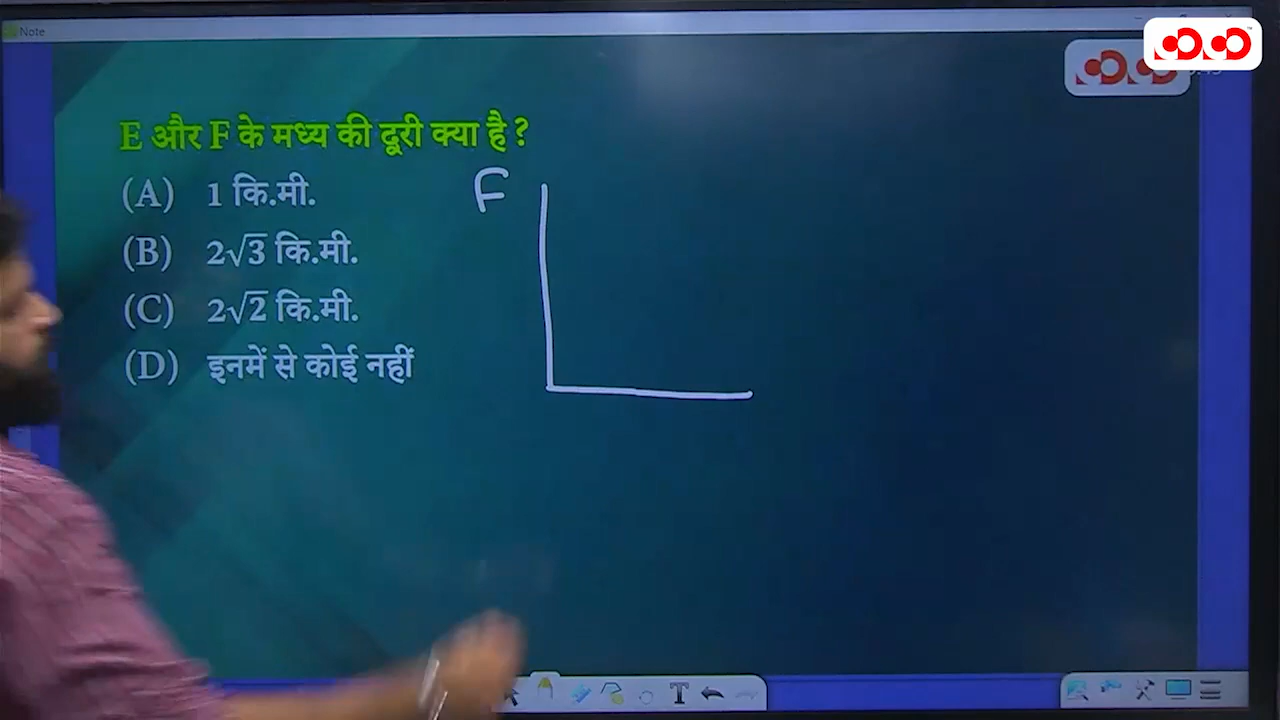 Note
E और F के मध्य की दूरी क्या है ?
(A) 1 कि.मी.
(B) 2√3 कि.मी.
(C) 2√2 कि.मी.
(D) इनमें से कोई नहीं
F